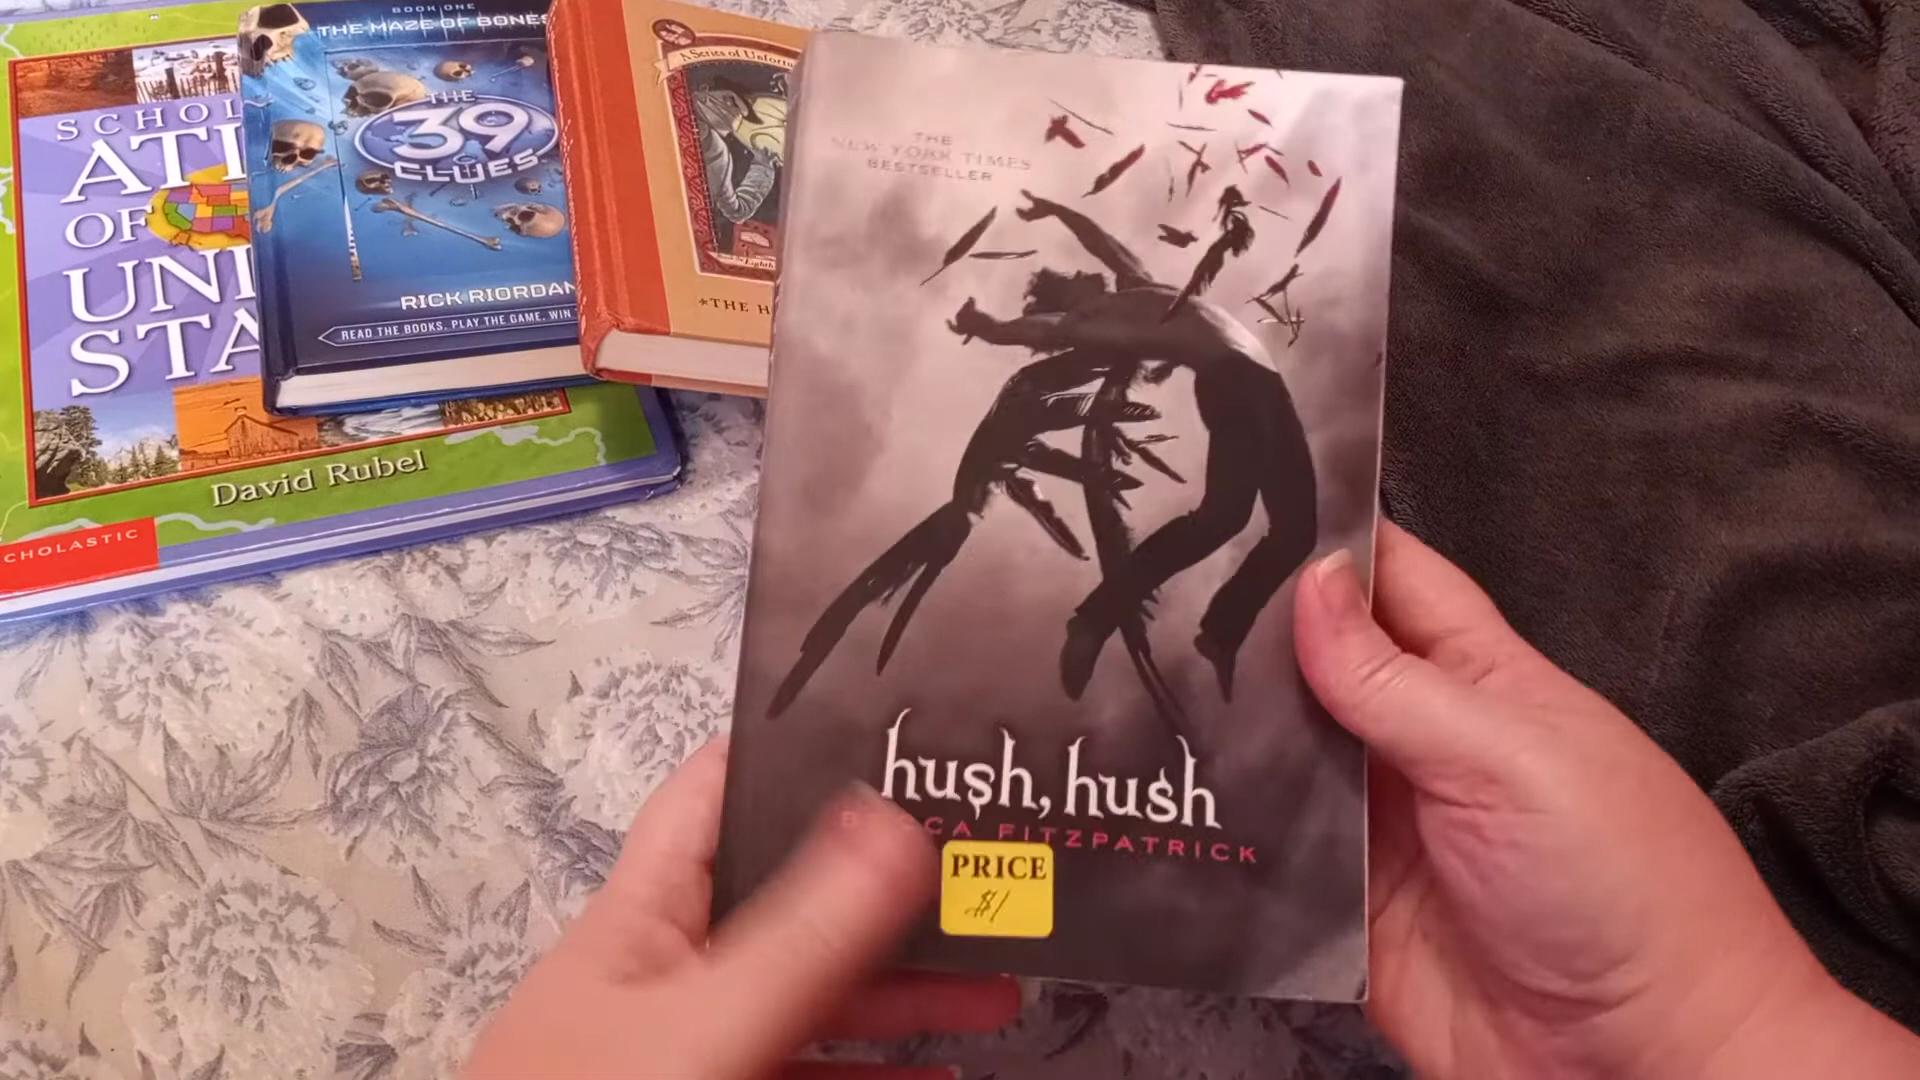 SCHOL
ATL
OF
UNI
STA
David Rubel
CHOLASTIC
BOOK ONE
THE MAZE OF BONES
THE
39
CLUES
RICK RIORDAN
READ THE BOOKS. PLAY THE GAME. WIN
A Series of Unfortu
*THE H
THE
NEW YORK TIMES
BESTSELLER
hush, hush
B CCA FITZPATRICK
PRICE
$1